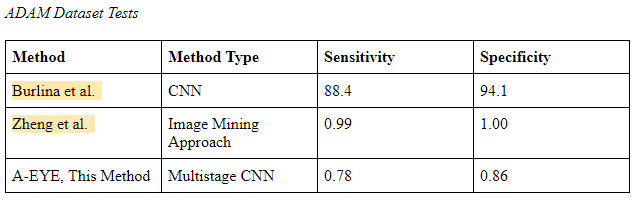 ADAM Dataset Tests
Method Method Type Sensitivity Specificity
Burlina et al. CNN 88.4 94.1
Zheng et al. Image Mining Approach 0.99 1.00
A-EYE, This Method Multistage CNN 0.78 0.86